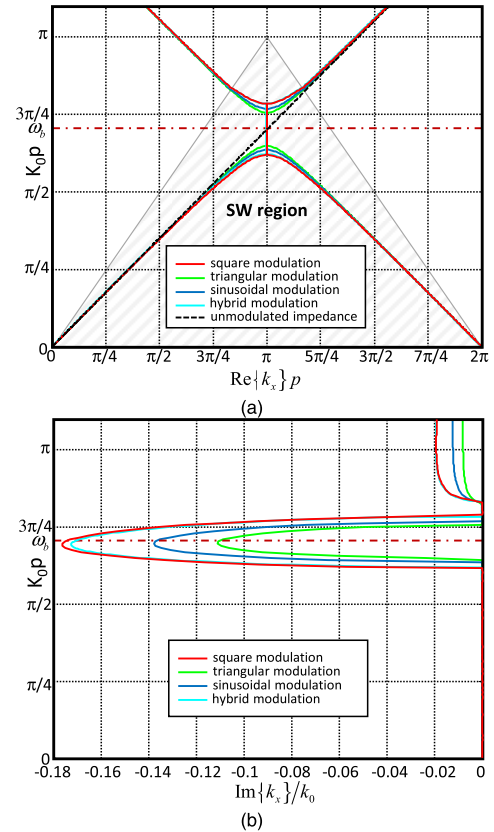 π
3π/4
ω_b
K₀p
π/2
SW region
π/4
square modulation
triangular modulation
sinusoidal modulation
hybrid modulation
unmodulated impedance
0
0 π/4 π/2 3π/4 π 5π/4 3π/2 7π/4 2π
Re{k_x} p
(a)
π
3π/4
ω_b
K₀p
π/2
square modulation
triangular modulation
sinusoidal modulation
hybrid modulation
π/4
0
-0.18 -0.16 -0.14 -0.12 -0.1 -0.08 -0.06 -0.04 -0.02 0
Im{k_x}/k₀
(b)